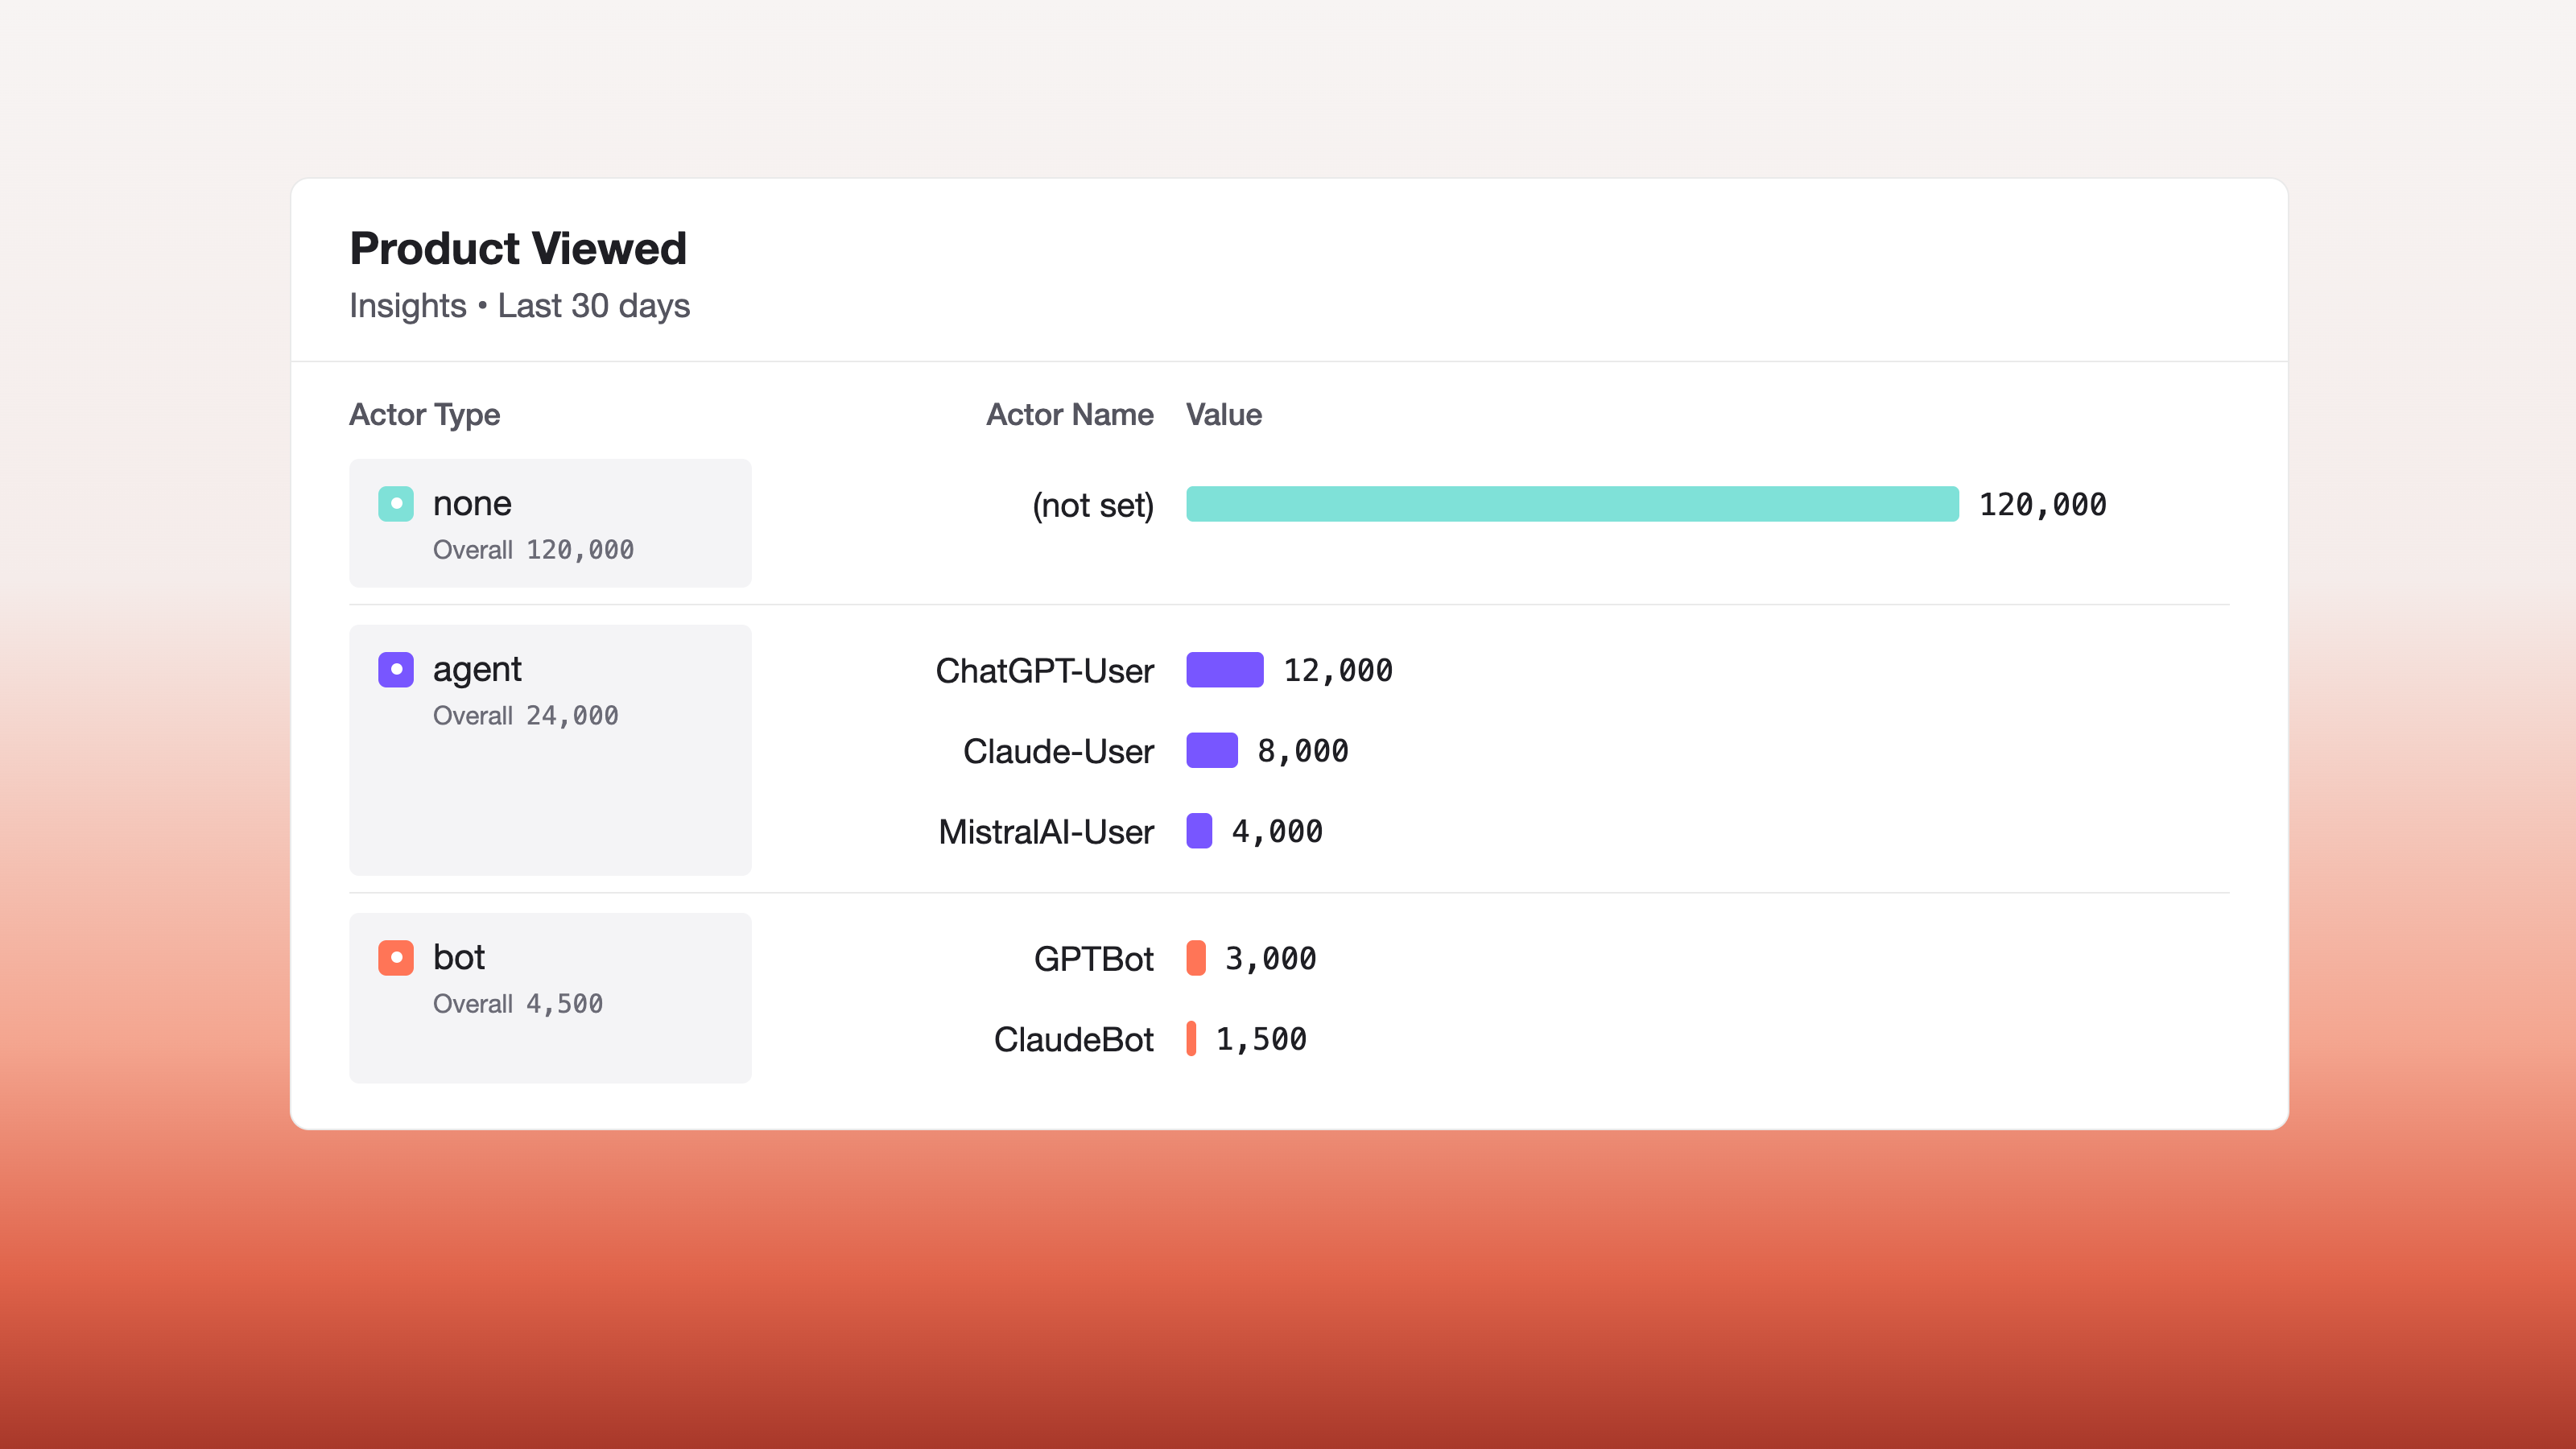 Product Viewed
Insights • Last 30 days
Actor Type Actor Name Value
none
Overall 120,000
(not set) 120,000
agent
Overall 24,000
ChatGPT-User 12,000
Claude-User 8,000
MistralAI-User 4,000
bot
Overall 4,500
GPTBot 3,000
ClaudeBot 1,500